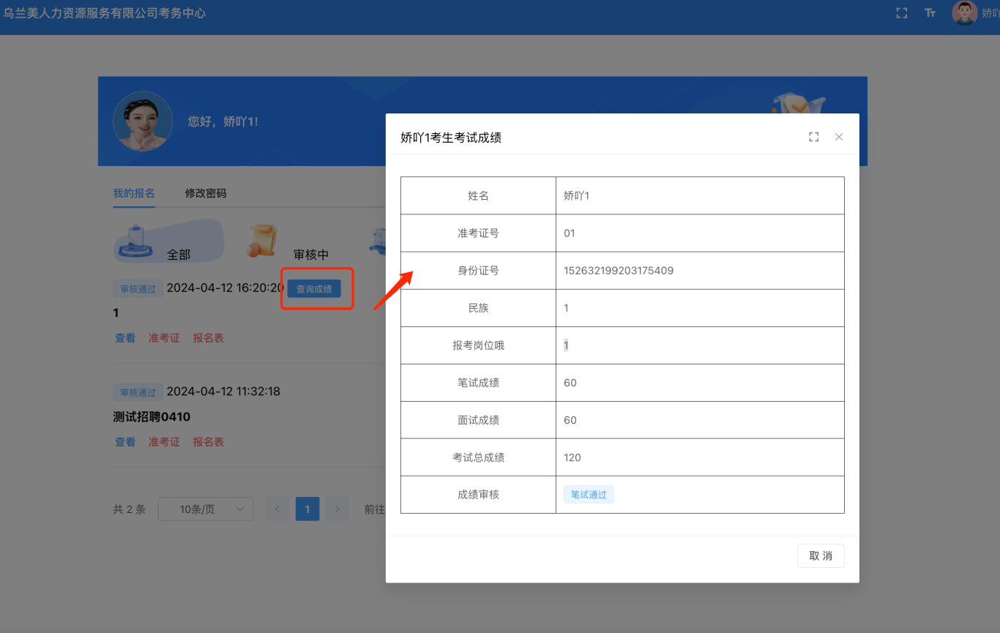 乌兰美人力资源服务有限公司考务中心
Tт
您好，娇吖1!
我的报名 修改密码
全部 审核中
审核通过 2024-04-12 16:20:20 查询成绩
1
查看 准考证 报名表
审核通过 2024-04-12 11:32:18
测试招聘0410
查看 准考证 报名表
共 2 条 10条/页 1 前往
娇吖1考生考试成绩
姓名 娇吖1
准考证号 01
身份证号 152632199203175409
民族 1
报考岗位哦 1
笔试成绩 60
面试成绩 60
考试总成绩 120
成绩审核 笔试通过
取 消